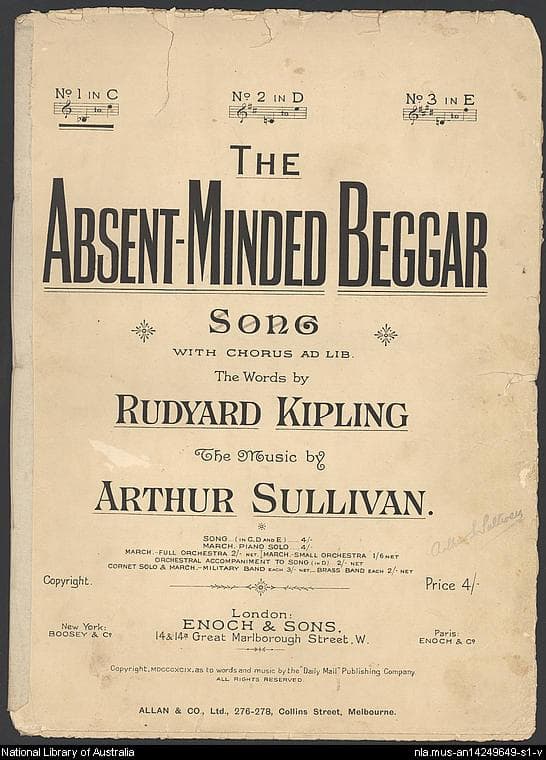 No 1 IN C
No 2 IN D
No 3 IN E
THE
ABSENT-MINDED BEGGAR
SONG
WITH CHORUS AD LIB.
The Words by
RUDYARD KIPLING
The Music by
ARTHUR SULLIVAN.
SONG...(IN C, D AND E).....4/-
MARCH.-PIANO SOLO.....4/-
MARCH.-FULL ORCHESTRA 2/- NET. MARCH.-SMALL ORCHESTRA 1/6 NET
ORCHESTRAL ACCOMPANIMENT TO SONG (IN D) 2/- NET
CORNET SOLO & MARCH.-MILITARY BAND EACH 3/- NET... BRASS BAND EACH 2/- NET
Copyright.
Price 4/-
London:
ENOCH & SONS,
14 & 14a Great Marlborough Street, W.
New York:
BOOSEY & Co
Paris:
ENOCH & Co
Copyright, MDCCCXCIX, as to words and music by the "Daily Mail" Publishing Company.
ALL RIGHTS RESERVED.
ALLAN & CO., Ltd., 276-278, Collins Street, Melbourne.
National Library of Australia
nla.mus-an14249649-s1-v